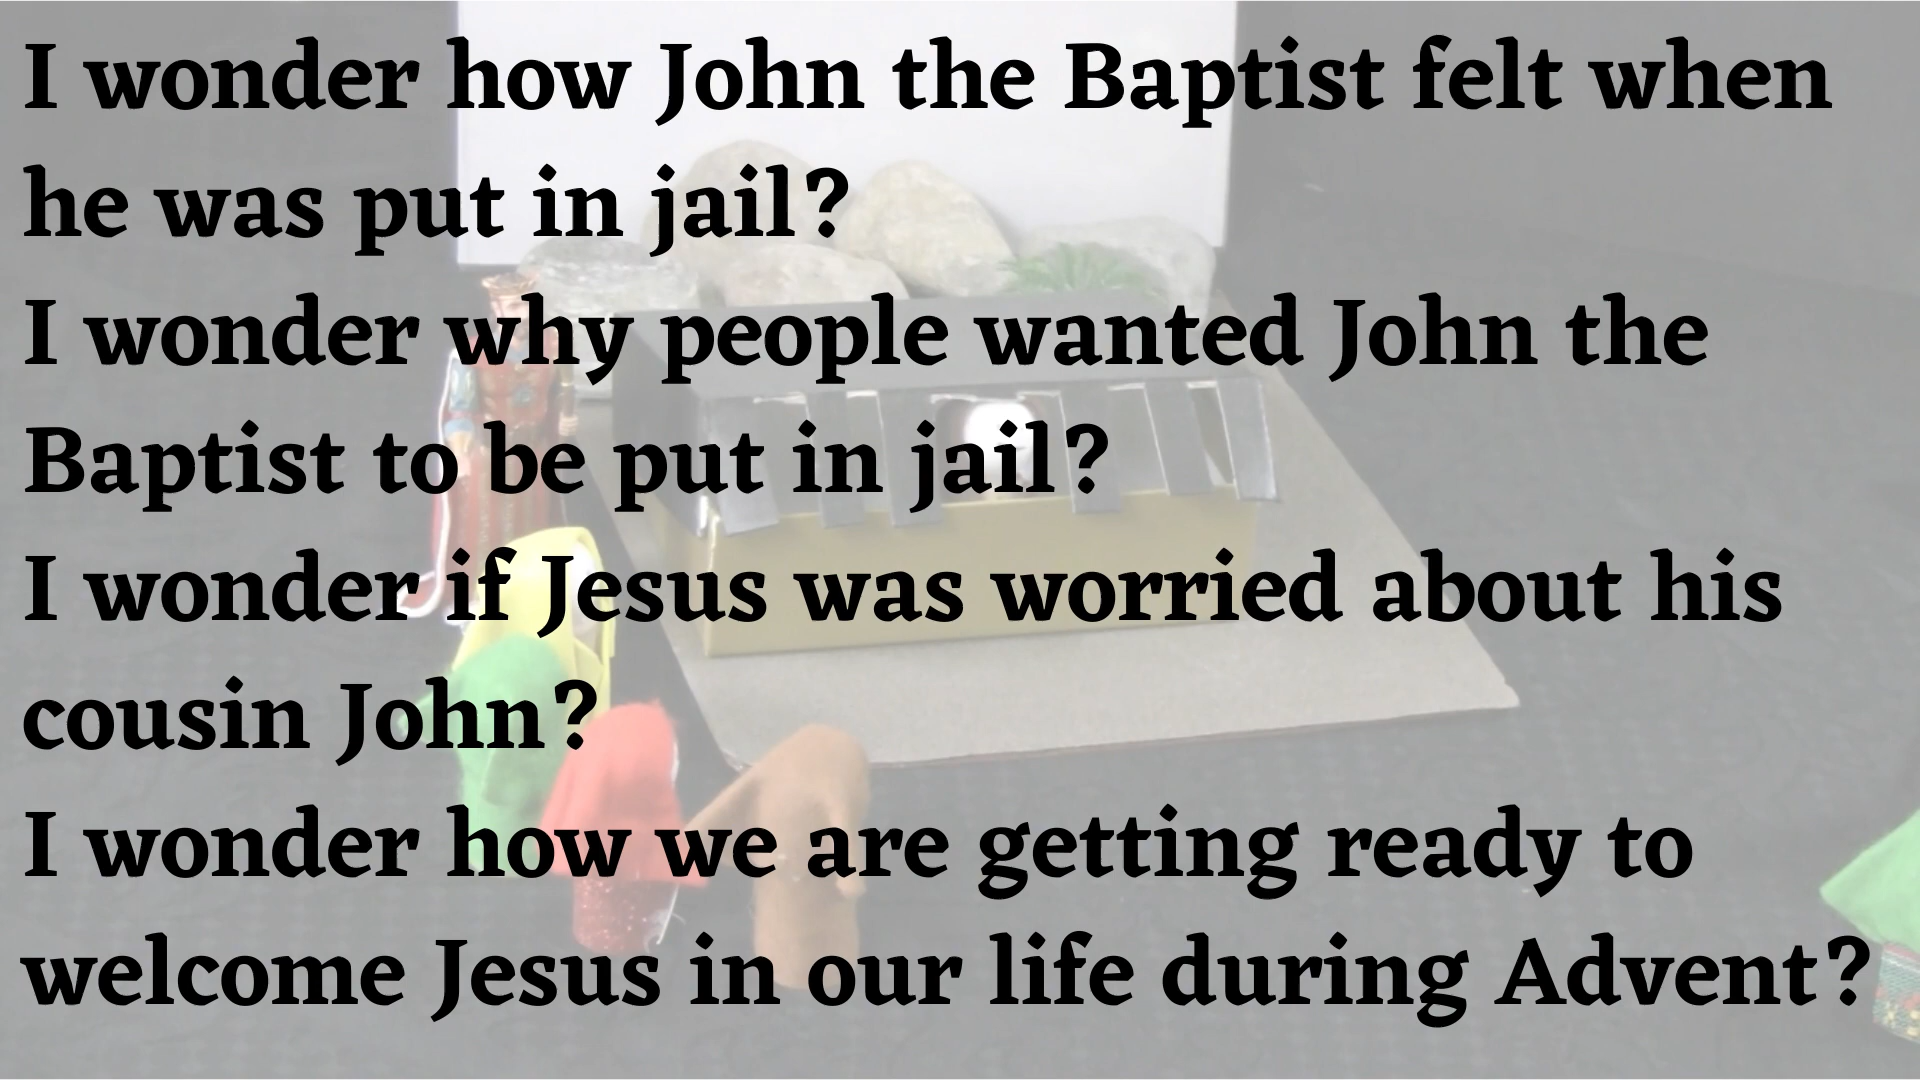 I wonder how John the Baptist felt when
he was put in jail?
I wonder why people wanted John the
Baptist to be put in jail?
I wonder if Jesus was worried about his
cousin John?
I wonder how we are getting ready to
welcome Jesus in our life during Advent?